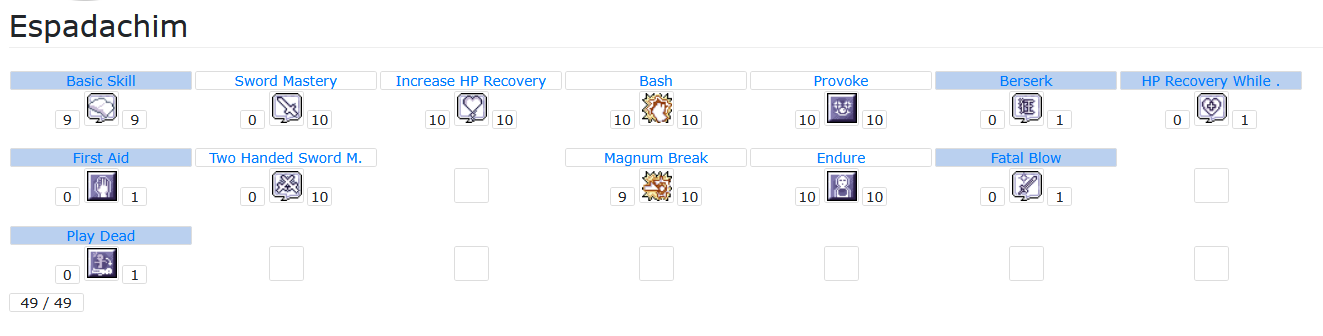 Espadachim
Basic Skill Sword Mastery Increase HP Recovery Bash Provoke Berserk HP Recovery While .
9 9 0 10 10 10 10 10 10 10 0 1 0 1
First Aid Two Handed Sword M. Magnum Break Endure Fatal Blow
0 1 0 10 9 10 10 10 0 1
Play Dead
0 1
49 / 49